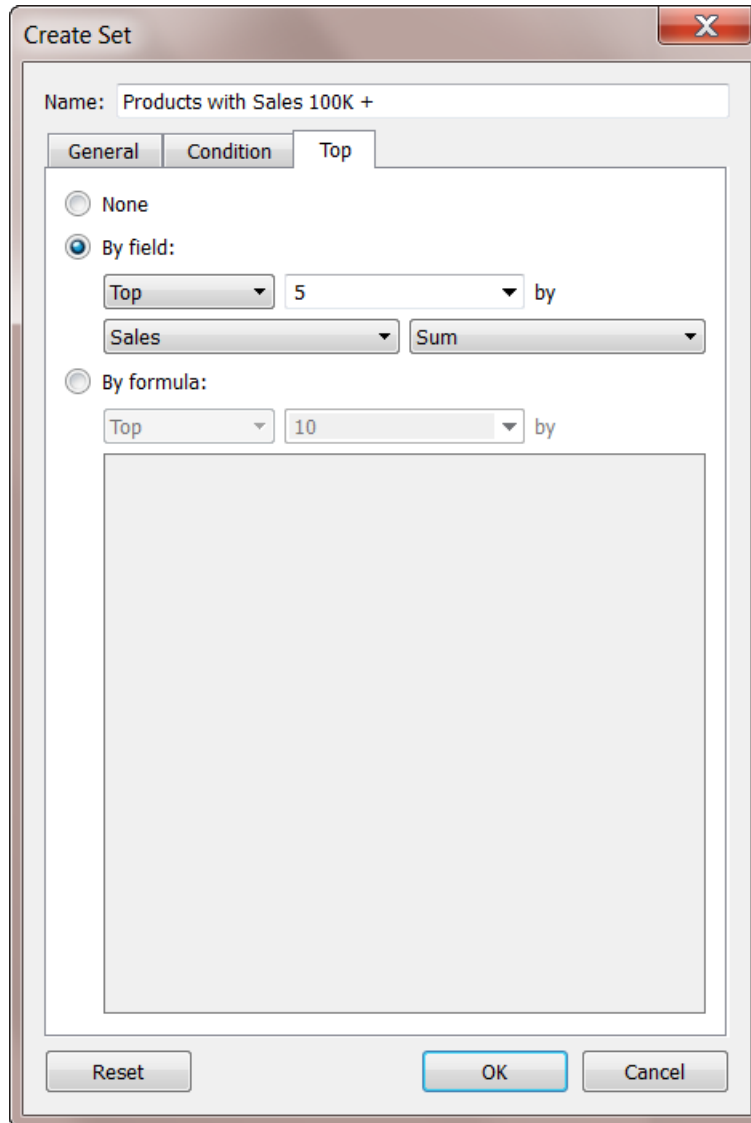 Create Set
Name: Products with Sales 100K +
General Condition Top
None
By field:
Top 5 by
Sales Sum
By formula:
Top 10 by
Reset OK Cancel